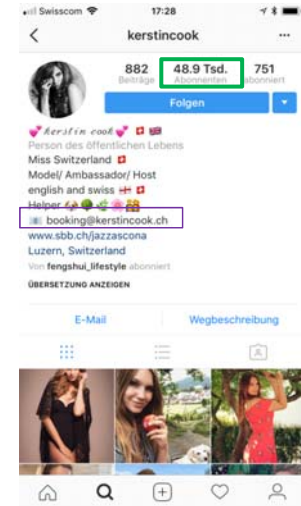 Swisscom 17:28
kerstincook
882 48.9 Tsd. 751
Beiträge Abonnenten abonniert
Folgen
💕 𝓀𝑒𝓇𝓈𝓉𝒾𝓃 𝒸𝑜𝑜𝓀 💕 🇨🇭 🇬🇧
Person des öffentlichen Lebens
Miss Switzerland 🇨🇭
Model/ Ambassador/ Host
english and swiss
Helper
📧 booking@kerstincook.ch
www.sbb.ch/jazzascona
Luzern, Switzerland
Von fengshui_lifestyle abonniert
ÜBERSETZUNG ANZEIGEN
E-Mail Wegbeschreibung